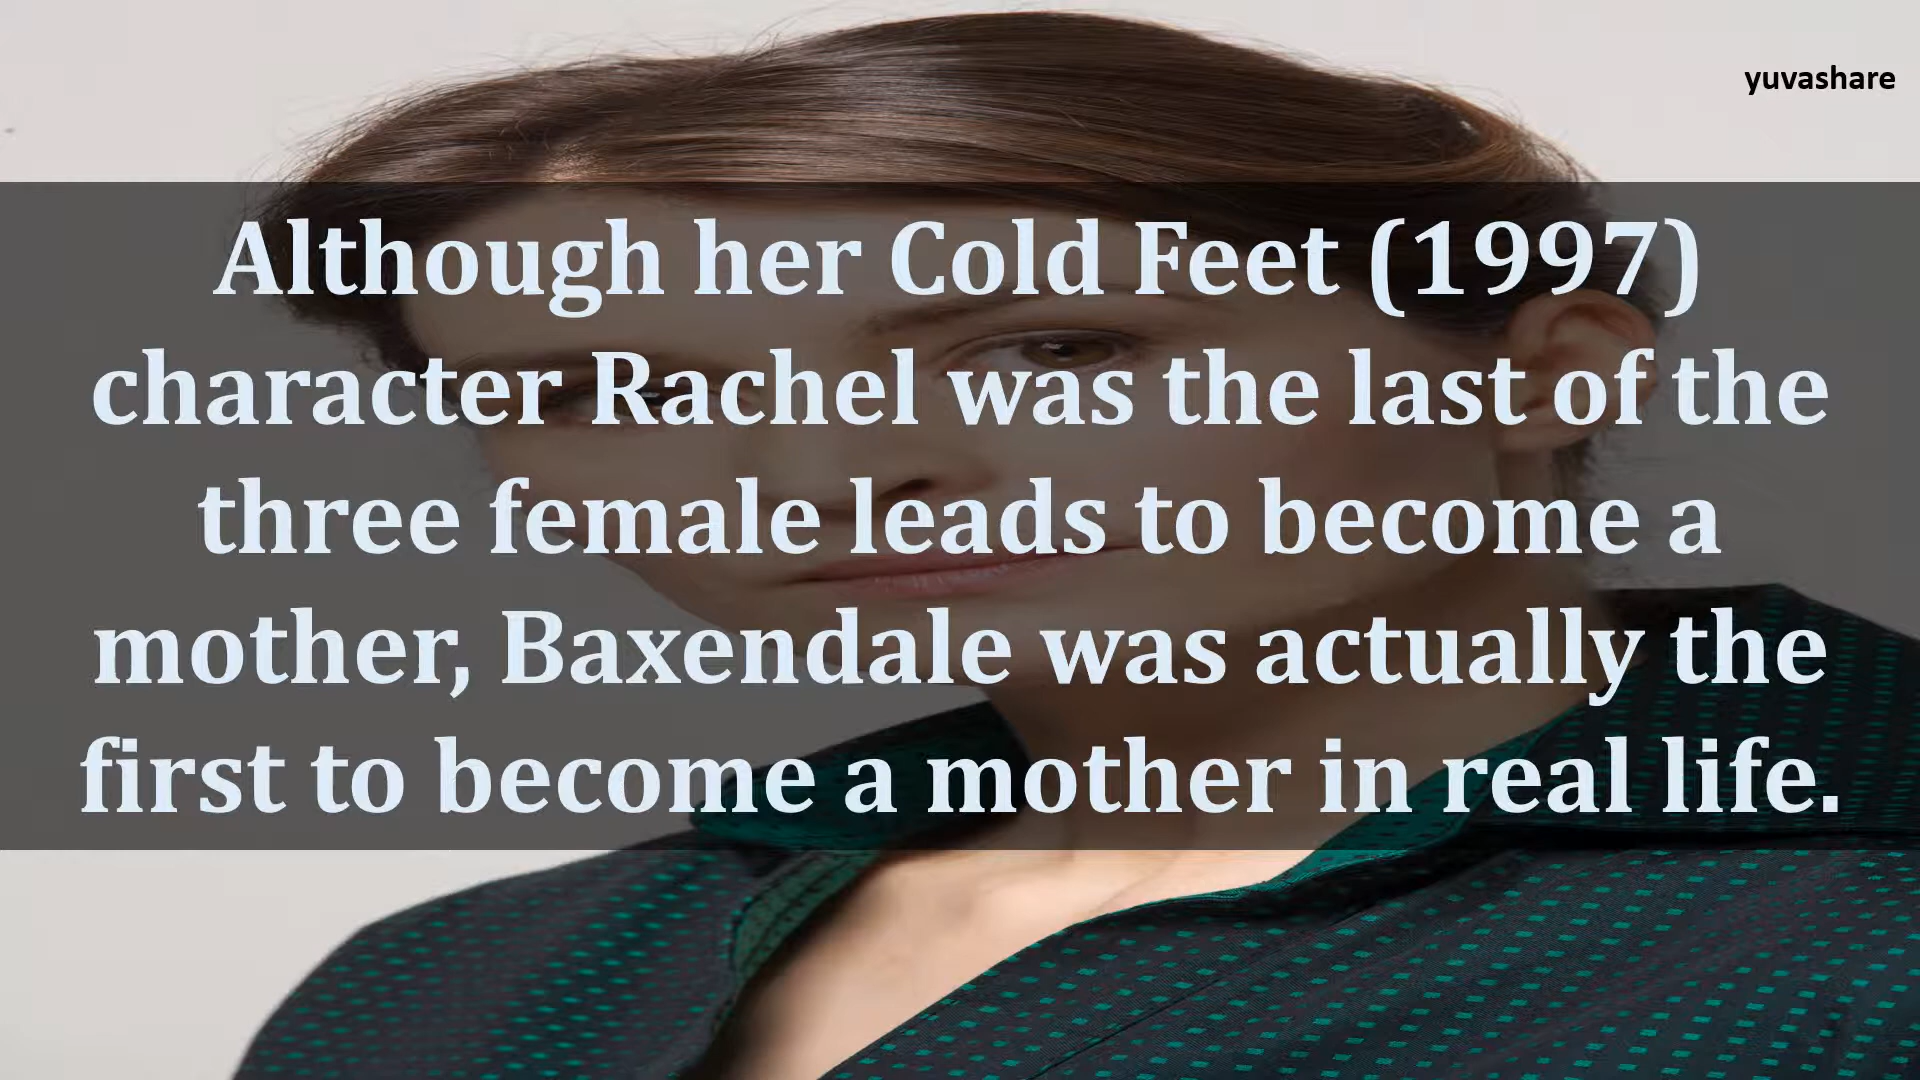 yuvashare
Although her Cold Feet (1997)
character Rachel was the last of the
three female leads to become a
mother, Baxendale was actually the
first to become a mother in real life.